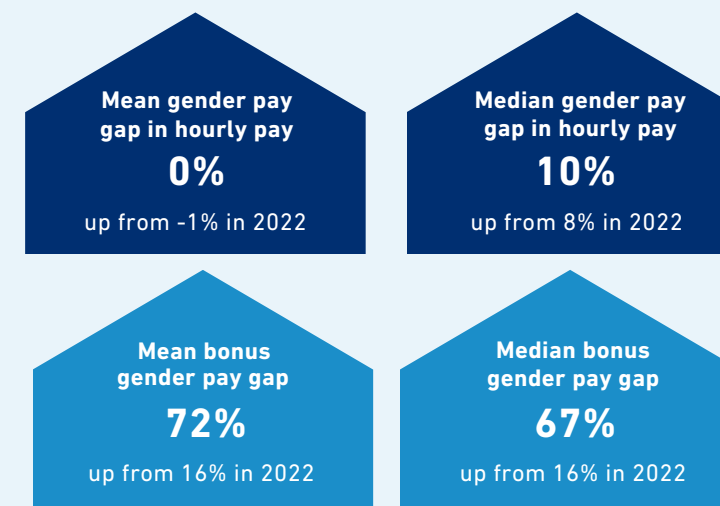 Mean gender pay
gap in hourly pay
0%
up from -1% in 2022
Median gender pay
gap in hourly pay
10%
up from 8% in 2022
Mean bonus
gender pay gap
72%
up from 16% in 2022
Median bonus
gender pay gap
67%
up from 16% in 2022